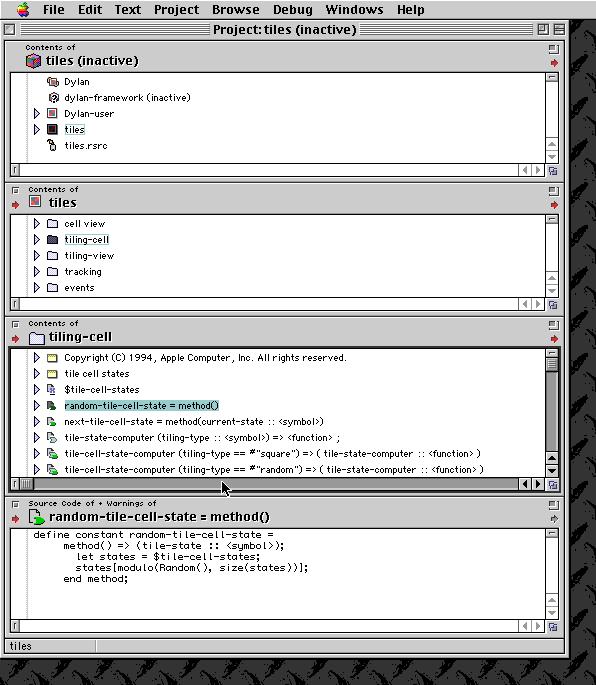 File Edit Text Project Browse Debug Windows Help
Project: tiles (inactive)
Contents of
tiles (inactive)
Dylan
dylan-framework (inactive)
Dylan-user
tiles
tiles.rsrc
Contents of
tiles
cell view
tiling-cell
tiling-view
tracking
events
Contents of
tiling-cell
Copyright (C) 1994, Apple Computer, Inc. All rights reserved.
tile cell states
$tile-cell-states
random-tile-cell-state = method()
next-tile-cell-state = method(current-state :: <symbol>)
tile-state-computer (tiling-type :: <symbol>) => <function> ;
tile-cell-state-computer (tiling-type == #"square") => ( tile-state-computer :: <function> )
tile-cell-state-computer (tiling-type == #"random") => ( tile-state-computer :: <function> )
Source Code of + Warnings of
random-tile-cell-state = method()
define constant random-tile-cell-state =
method() => (tile-state :: <symbol>);
let states = $tile-cell-states;
states[modulo(Random(), size(states))];
end method;
tiles